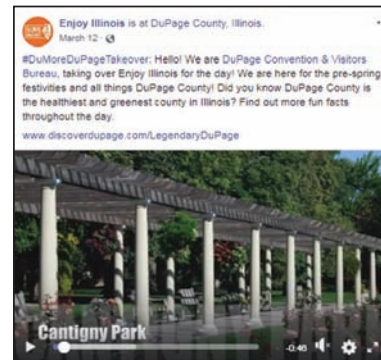 Enjoy Illinois is at DuPage County, Illinois.
March 12 ·
#DuMoreDuPageTakeover: Hello! We are DuPage Convention & Visitors
Bureau, taking over Enjoy Illinois for the day! We are here for the pre-spring
festivities and all things DuPage County! Did you know DuPage County is
the healthiest and greenest county in Illinois? Find out more fun facts
throughout the day.
www.discoverdupage.com/LegendaryDuPage
Cantigny Park
-0:46